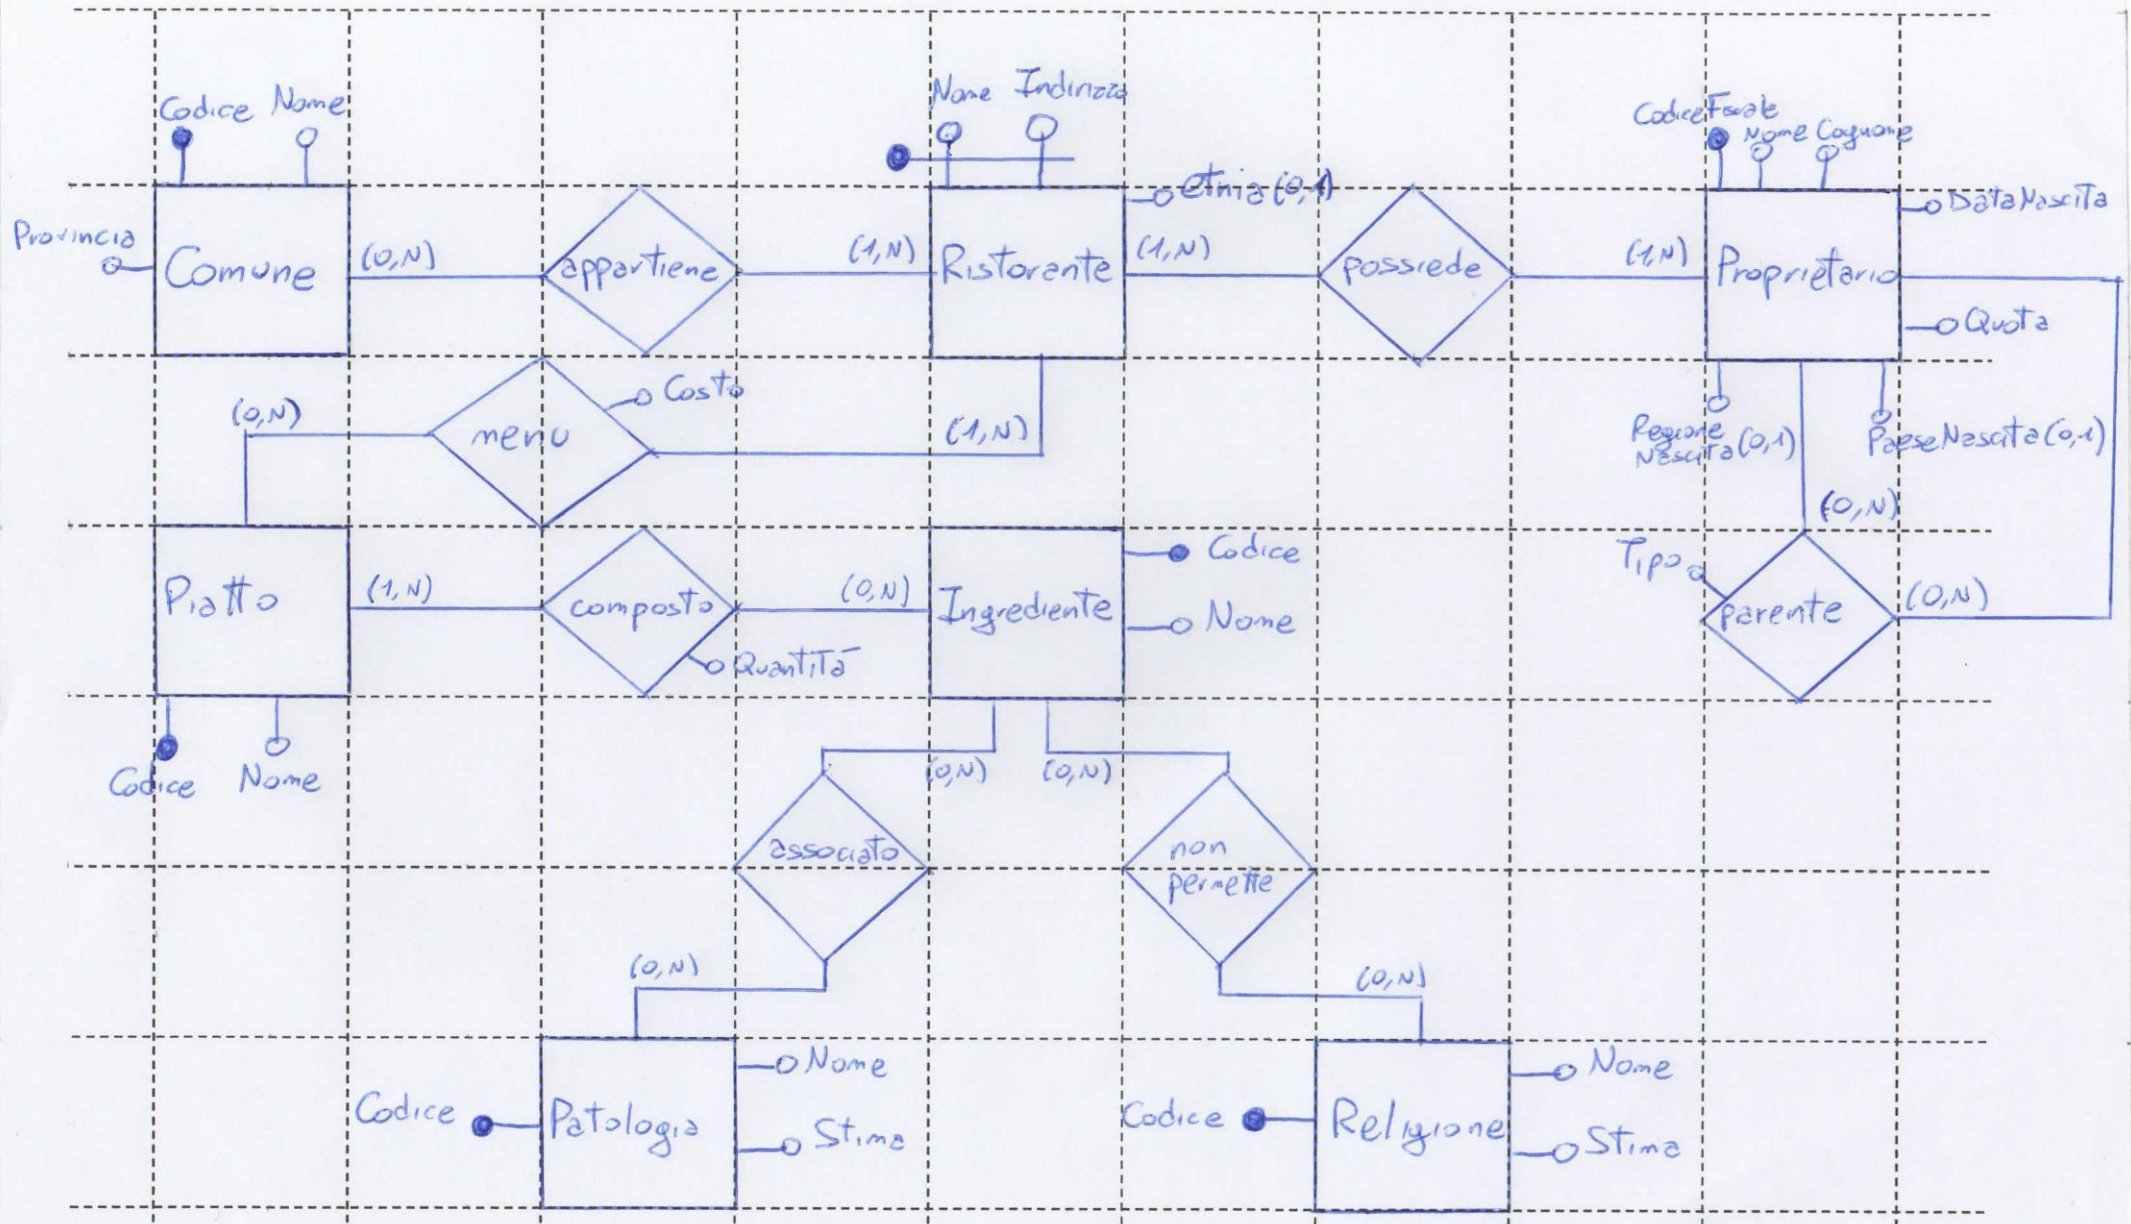 Codice Nome
Nome Indirizzo
CodiceFiscale
Nome Cognome
Provincia
etnia (0,1)
DataNascita
Comune
(0,N)
appartiene
(1,N)
Ristorante
(1,N)
possiede
(1,N)
Proprietario
Quota
(0,N)
menu
Costo
(1,N)
Regione
Nascita (0,1)
PaeseNascita (0,1)
(0,N)
Piatto
(1,N)
composto
(0,N)
Quantità
Ingrediente
Codice
Nome
Tipo
parente
(0,N)
Codice Nome
(0,N)
(0,N)
associato
non
permette
(0,N)
(0,N)
Codice
Patologia
Nome
Stima
Codice
Religione
Nome
Stima